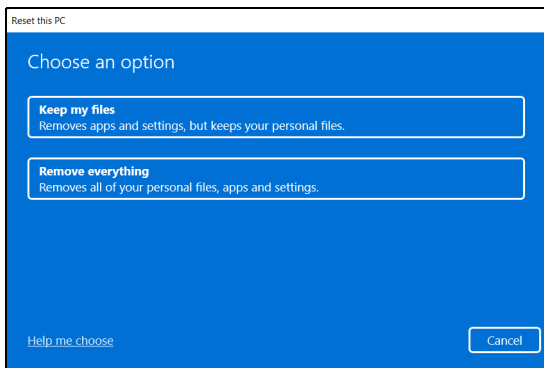 Reset this PC
Choose an option
Keep my files
Removes apps and settings, but keeps your personal files.
Remove everything
Removes all of your personal files, apps and settings.
Help me choose
Cancel